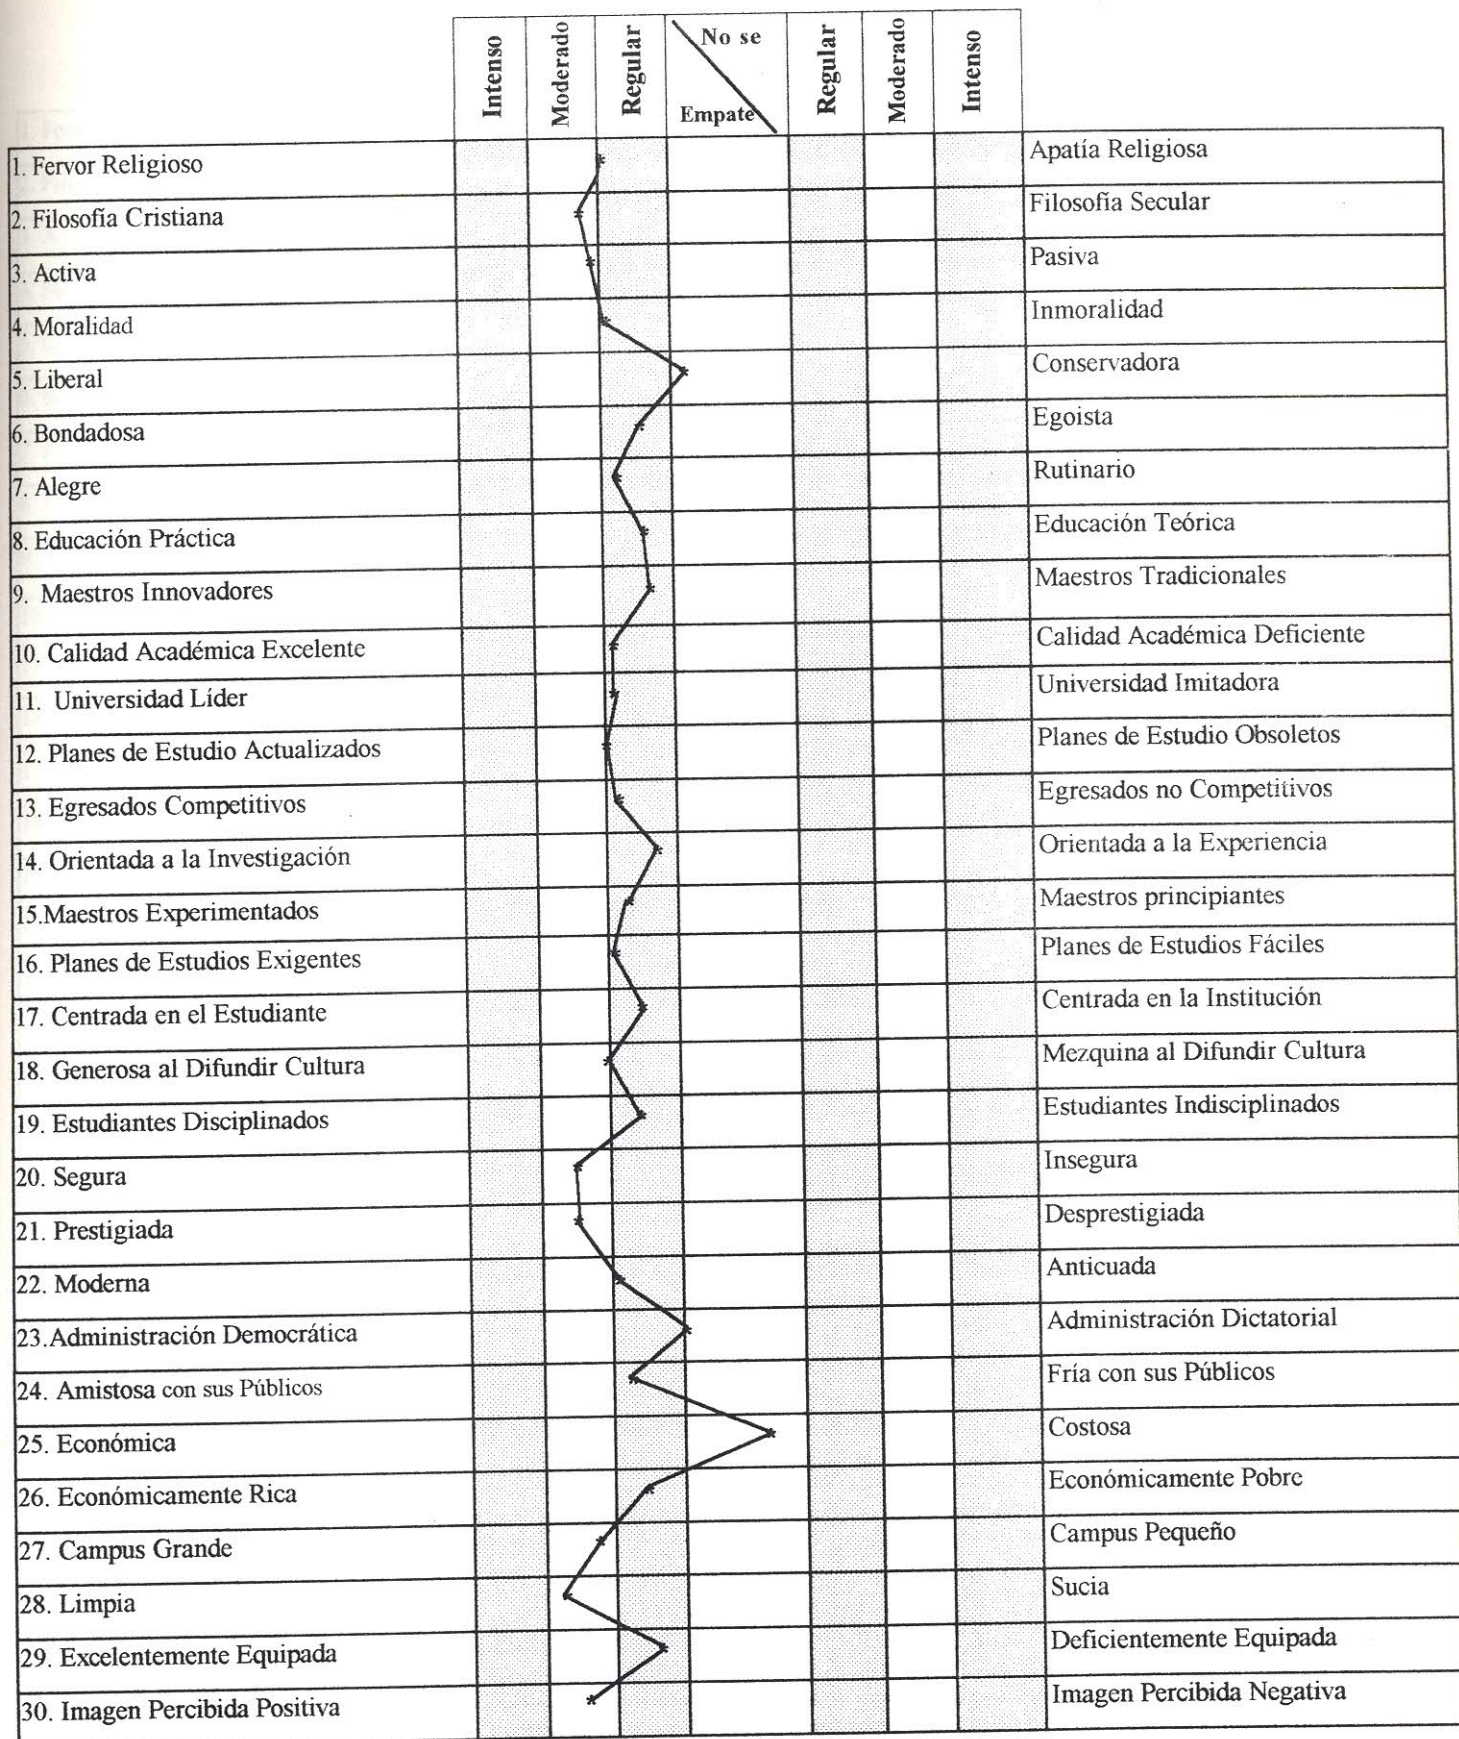 Intenso Moderado Regular No se Empate Regular Moderado Intenso
1. Fervor Religioso Apatía Religiosa
2. Filosofía Cristiana Filosofía Secular
3. Activa Pasiva
4. Moralidad Inmoralidad
5. Liberal Conservadora
6. Bondadosa Egoista
7. Alegre Rutinario
8. Educación Práctica Educación Teórica
9. Maestros Innovadores Maestros Tradicionales
10. Calidad Académica Excelente Calidad Académica Deficiente
11. Universidad Líder Universidad Imitadora
12. Planes de Estudio Actualizados Planes de Estudio Obsoletos
13. Egresados Competitivos Egresados no Competitivos
14. Orientada a la Investigación Orientada a la Experiencia
15.Maestros Experimentados Maestros principiantes
16. Planes de Estudios Exigentes Planes de Estudios Fáciles
17. Centrada en el Estudiante Centrada en la Institución
18. Generosa al Difundir Cultura Mezquina al Difundir Cultura
19. Estudiantes Disciplinados Estudiantes Indisciplinados
20. Segura Insegura
21. Prestigiada Desprestigiada
22. Moderna Anticuada
23.Administración Democrática Administración Dictatorial
24. Amistosa con sus Públicos Fría con sus Públicos
25. Económica Costosa
26. Económicamente Rica Económicamente Pobre
27. Campus Grande Campus Pequeño
28. Limpia Sucia
29. Excelentemente Equipada Deficientemente Equipada
30. Imagen Percibida Positiva Imagen Percibida Negativa